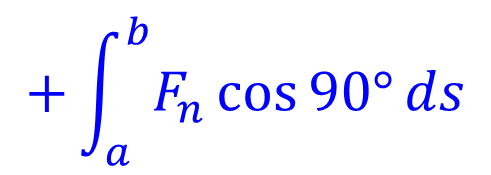 + ∫_a^b F_n cos 90° ds